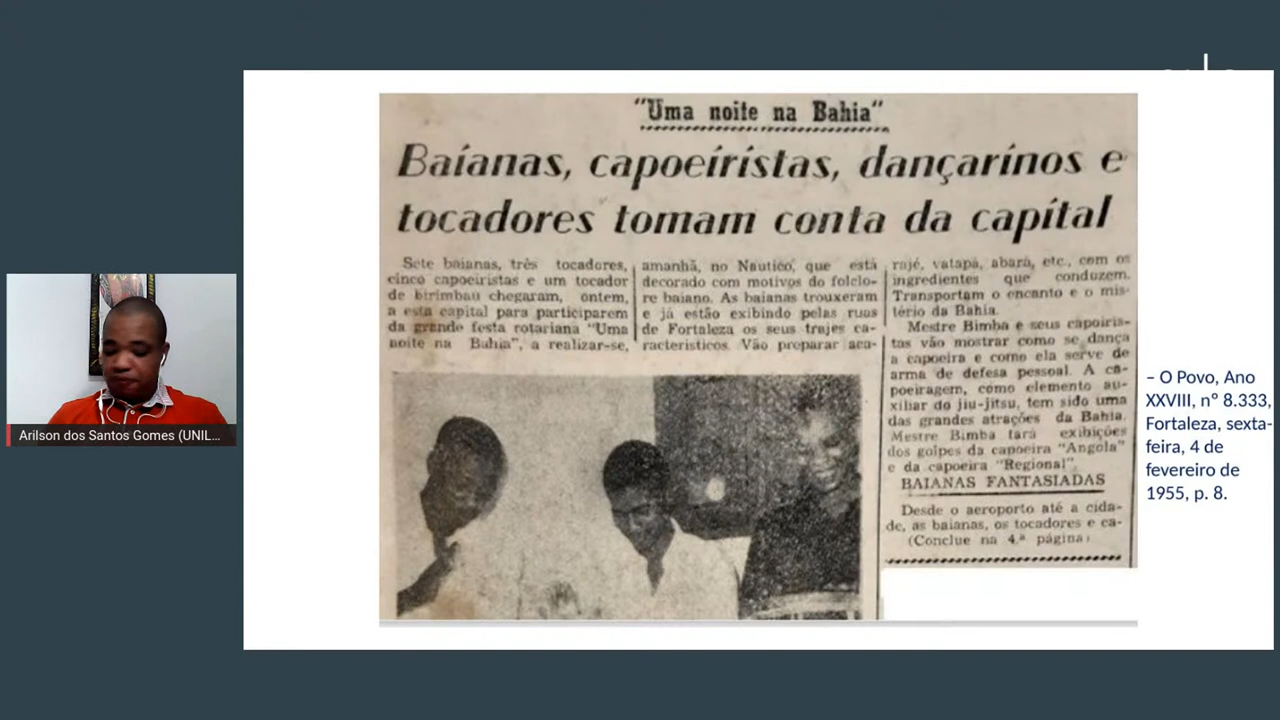 "Uma noite na Bahia"
Baianas, capoeiristas, dançarinos e
tocadores tomam conta da capital
Sete baianas, três tocadores,
cinco capoeiristas e um tocador
de birimbau chegaram, ontem,
a esta capital para participarem
da grande festa rotariana "Uma
noite na Bahia", a realizar-se,
amanhã, no Nautico, que está
decorado com motivos do folclo-
re baiano. As baianas trouxeram
e já estão exibindo pelas ruas
de Fortaleza os seus trajes ca-
racteristicos. Vão preparar aca-
rajé, vatapá, abará, etc., com os
ingredientes que conduzem.
Transportam o encanto e o mis-
tério da Bahia.
Mestre Bimba e seus capoiris-
tas vão mostrar como se dança
a capoeira e como ela serve de
arma de defesa pessoal. A ca-
poeiragem, como elemento au-
xiliar do jiu-jitsu, tem sido uma
das grandes atrações da Bahia.
Mestre Bimba fará exibições
dos golpes da capoeira "Angola"
e da capoeira "Regional".
BAIANAS FANTASIADAS
Desde o aeroporto até a cida-
de, as baianas, os tocadores e ca-
(Conclue na 4.ª página)
– O Povo, Ano
XXVIII, n° 8.333,
Fortaleza, sexta-
feira, 4 de
fevereiro de
1955, p. 8.
Arilson dos Santos Gomes (UNIL...